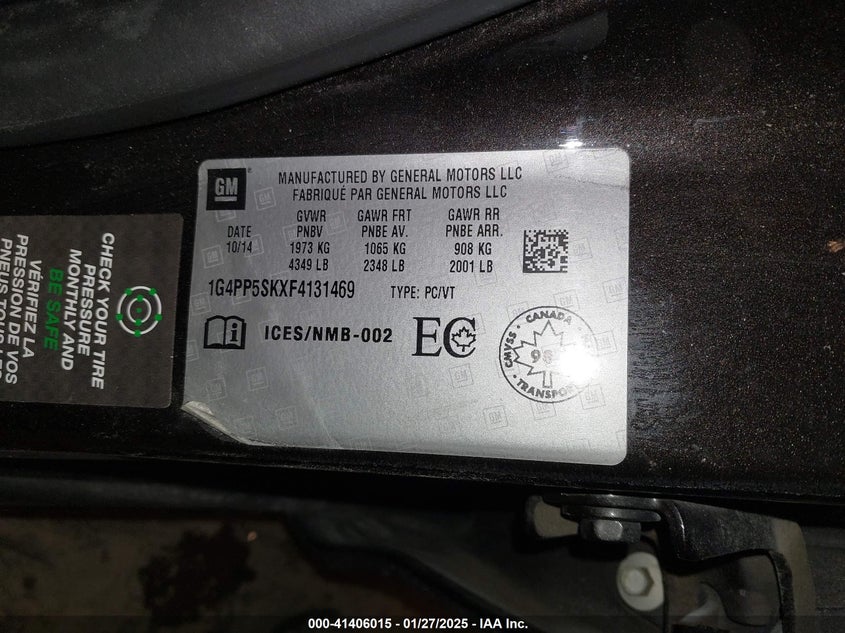 GM
MANUFACTURED BY GENERAL MOTORS LLC
FABRIQUÉ PAR GENERAL MOTORS LLC
GVWR GAWR FRT GAWR RR
DATE PNBV PNBE AV. PNBE ARR.
10/14 1973 KG 1065 KG 908 KG
4349 LB 2348 LB 2001 LB
1G4PP5SKXF4131469 TYPE: PC/VT
ICES/NMB-002 EC
CANADA
CMVSS
TRANSPORT
CHECK YOUR TIRE
PRESSURE
MONTHLY AND
BE SAFE
VÉRIFIEZ LA
PRESSION DE VOS
000-41406015 - 01/27/2025 - IAA Inc.